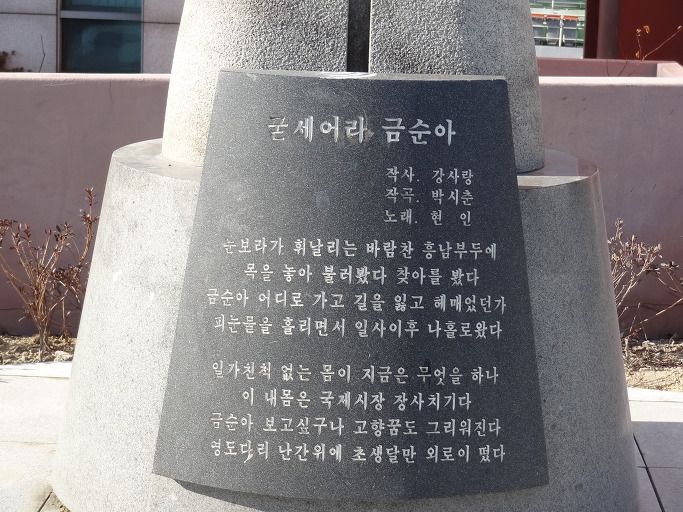 굳세어라 금순아
작사. 강사랑
작곡. 박시춘
노래. 현 인
눈보라가 휘날리는 바람찬 흥남부두에
목을 놓아 불러봤다 찾아를 봤다
금순아 어디로 가고 길을 잃고 헤매었던가
피눈물을 흘리면서 일사이후 나홀로왔다
일가친척 없는 몸이 지금은 무엇을 하나
이 내몸은 국제시장 장사치기다
금순아 보고싶구나 고향꿈도 그리워진다
영도다리 난간위에 초생달만 외로이 떴다